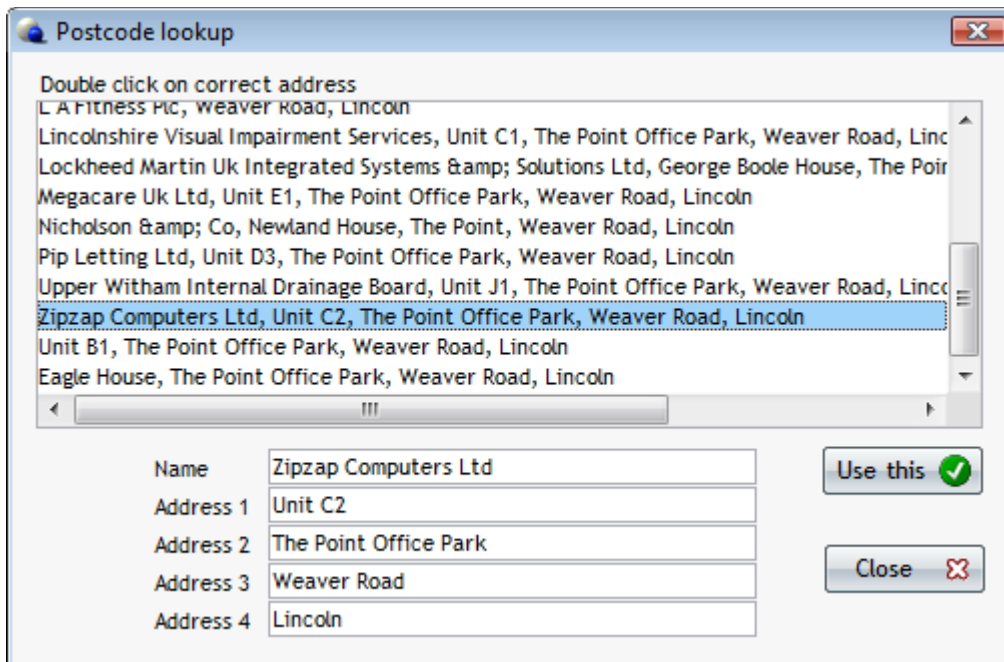 Postcode lookup
Double click on correct address
L A Fitness Plc, Weaver Road, Lincoln
Lincolnshire Visual Impairment Services, Unit C1, The Point Office Park, Weaver Road, Linc
Lockheed Martin Uk Integrated Systems &amp; Solutions Ltd, George Boole House, The Poin
Megacare Uk Ltd, Unit E1, The Point Office Park, Weaver Road, Lincoln
Nicholson &amp; Co, Newland House, The Point, Weaver Road, Lincoln
Pip Letting Ltd, Unit D3, The Point Office Park, Weaver Road, Lincoln
Upper Witham Internal Drainage Board, Unit J1, The Point Office Park, Weaver Road, Linco
Zipzap Computers Ltd, Unit C2, The Point Office Park, Weaver Road, Lincoln
Unit B1, The Point Office Park, Weaver Road, Lincoln
Eagle House, The Point Office Park, Weaver Road, Lincoln
Name Zipzap Computers Ltd Use this
Address 1 Unit C2
Address 2 The Point Office Park
Address 3 Weaver Road Close
Address 4 Lincoln